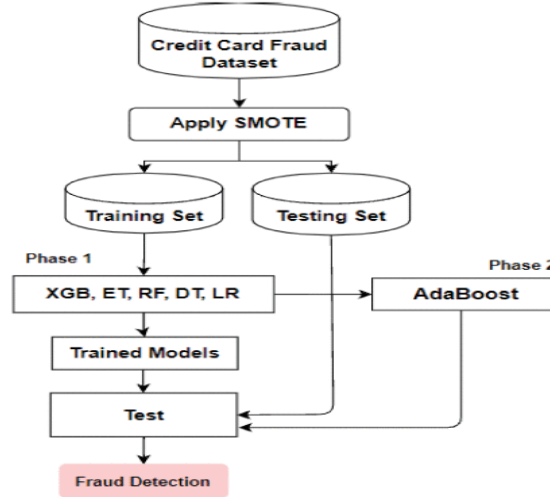 Credit Card Fraud
Dataset
Apply SMOTE
Training Set
Testing Set
Phase 1
Phase 2
XGB, ET, RF, DT, LR
AdaBoost
Trained Models
Test
Fraud Detection